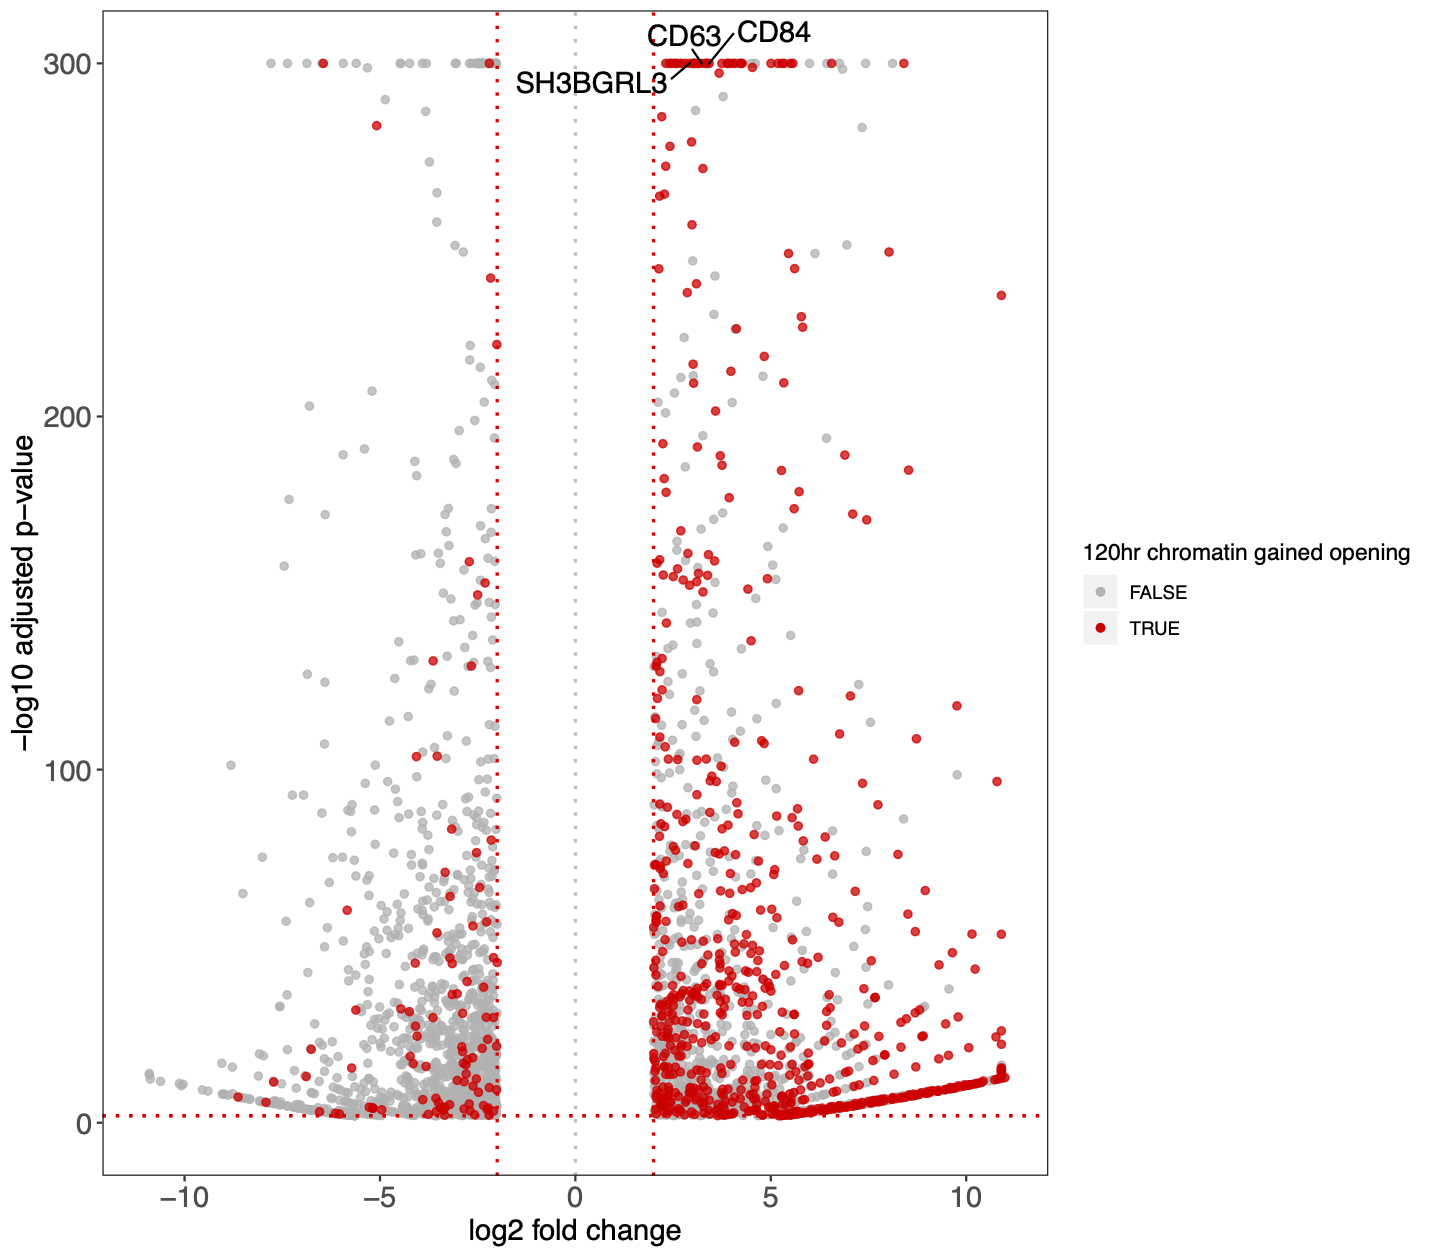 CD63
CD84
SH3BGRL3
300
200
100
0
−log10 adjusted p−value
−10
−5
0
5
10
log2 fold change
120hr chromatin gained opening
FALSE
TRUE